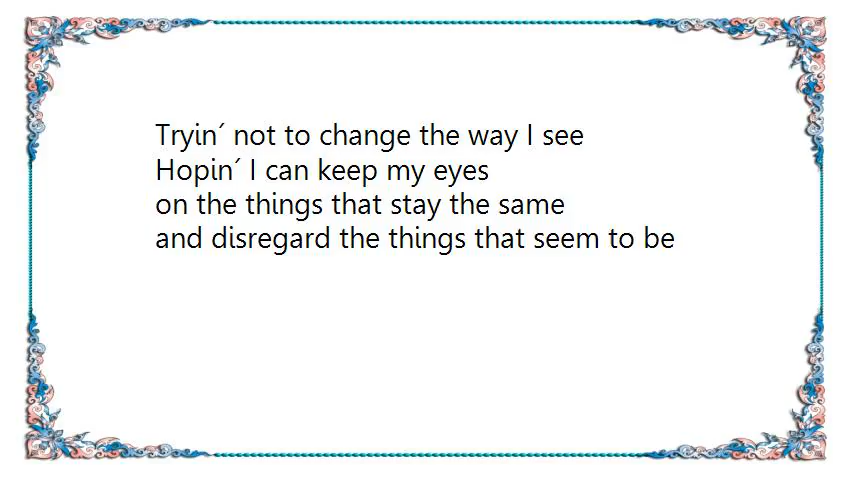 Tryin´ not to change the way I see
Hopin´ I can keep my eyes
on the things that stay the same
and disregard the things that seem to be